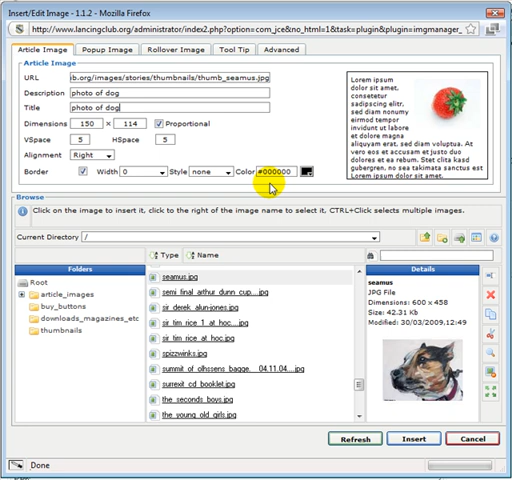 Insert/Edit Image - 1.1.2 - Mozilla Firefox
http://www.lancingclub.org/administrator/index2.php?option=com_jce&no_html=1&task=plugin&plugin=imgmanager_
Article Image
Popup Image
Rollover Image
Tool Tip
Advanced
Article Image
URL
ib.org/images/stories/thumbnails/thumb_seamus.jpg
Description
photo of dog
Title
photo of dog
Dimensions
150 x 114
Proportional
VSpace
5
HSpace
5
Alignment
Right
Border
Width
0
Style
none
Color
#000000
Lorem ipsum
dolor sit amet,
consetetur
sadipscing elitr,
sed diam nonumy
eirmod tempor
invidunt ut labore
et dolore magna
aliquyam erat, sed diam voluptua. At
vero eos et accusam et justo duo
dolores et ea rebum. Stet clita kasd
gubergren, no sea takimata sanctus est
Lorem ipsum dolor sit amet. Lorem
Browse
Click on the image to insert it, click to the right of the image name to select it, CTRL+Click selects multiple images.
Current Directory
/
Type
Name
Folders
Root
article_images
buy_buttons
downloads_magazines_etc
thumbnails
seamus.jpg
semi_final_arthur_dunn_cup_...jpg
sir_derek_alun-jones.jpg
sir_tim_rice_1_at_hoc...jpg
sir_tim_rice_at_hoc.jpg
spizzwinks.jpg
summit_of_olhssens_bagge,__04.11.04...jpg
surrexit_cd_booklet.jpg
the_seconds_boys.jpg
the_young_old_girls.jpg
Details
seamus
JPG File
Dimensions: 600 x 458
Size: 42.31 Kb
Modified: 30/03/2009,12:49
Refresh
Insert
Cancel
Done